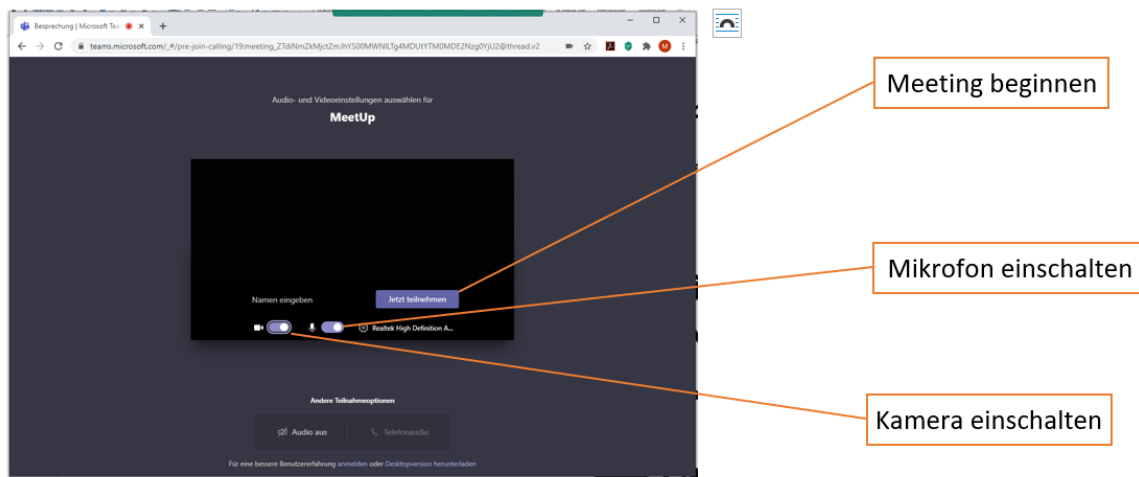 Besprechung | Microsoft Tea
teams.microsoft.com/_#/pre-join-calling/19:meeting_
@thread.v2
M
Audio- und Videoeinstellungen auswählen für
MeetUp
Meeting beginnen
Mikrofon einschalten
Namen eingeben
Jetzt teilnehmen
Realtek High Definition A...
Kamera einschalten
Andere Teilnahmeoptionen
Audio aus
Telefonaudio
Für eine bessere Benutzererfahrung anmelden oder Desktopversion herunterladen